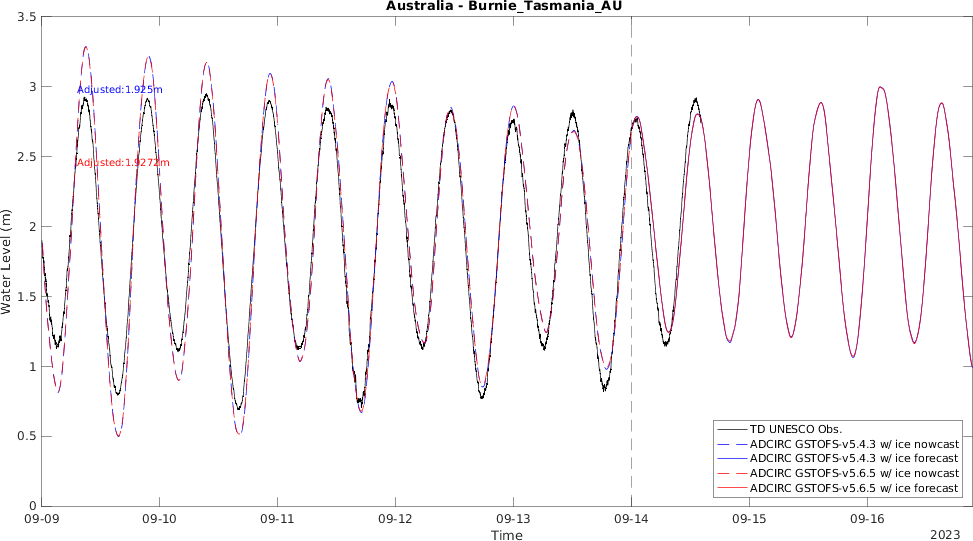 Australia - Burnie_Tasmania_AU
3.5
3
2.5
2
1.5
1
0.5
0
Water Level (m)
Adjusted:1.925m
Adjusted:1.9272m
TD UNESCO Obs.
ADCIRC GSTOFS-v5.4.3 w/ ice nowcast
ADCIRC GSTOFS-v5.4.3 w/ ice forecast
ADCIRC GSTOFS-v5.6.5 w/ ice nowcast
ADCIRC GSTOFS-v5.6.5 w/ ice forecast
09-09 09-10 09-11 09-12 09-13 09-14 09-15 09-16
Time
2023